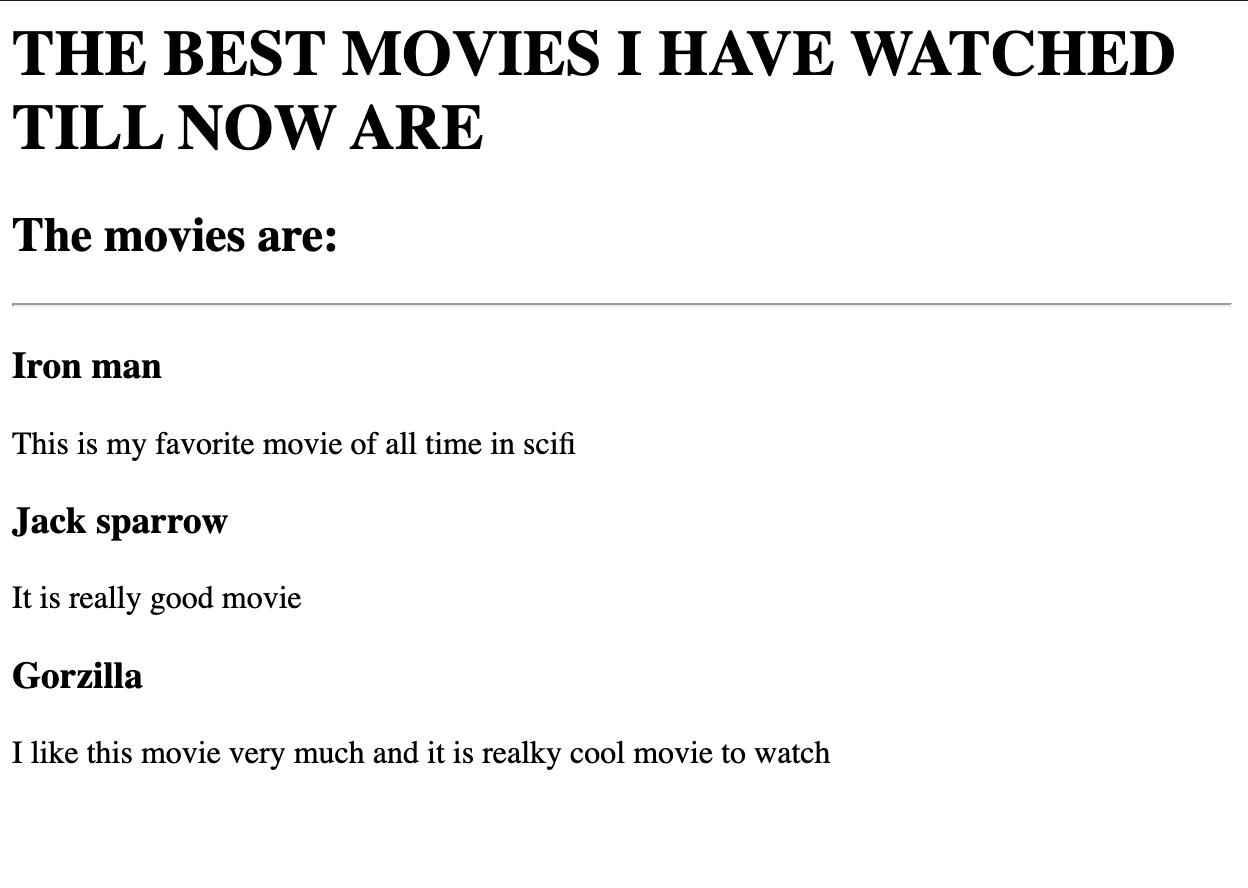 THE BEST MOVIES I HAVE WATCHED
TILL NOW ARE
The movies are:
Iron man
This is my favorite movie of all time in scifi
Jack sparrow
It is really good movie
Gorzilla
I like this movie very much and it is realky cool movie to watch